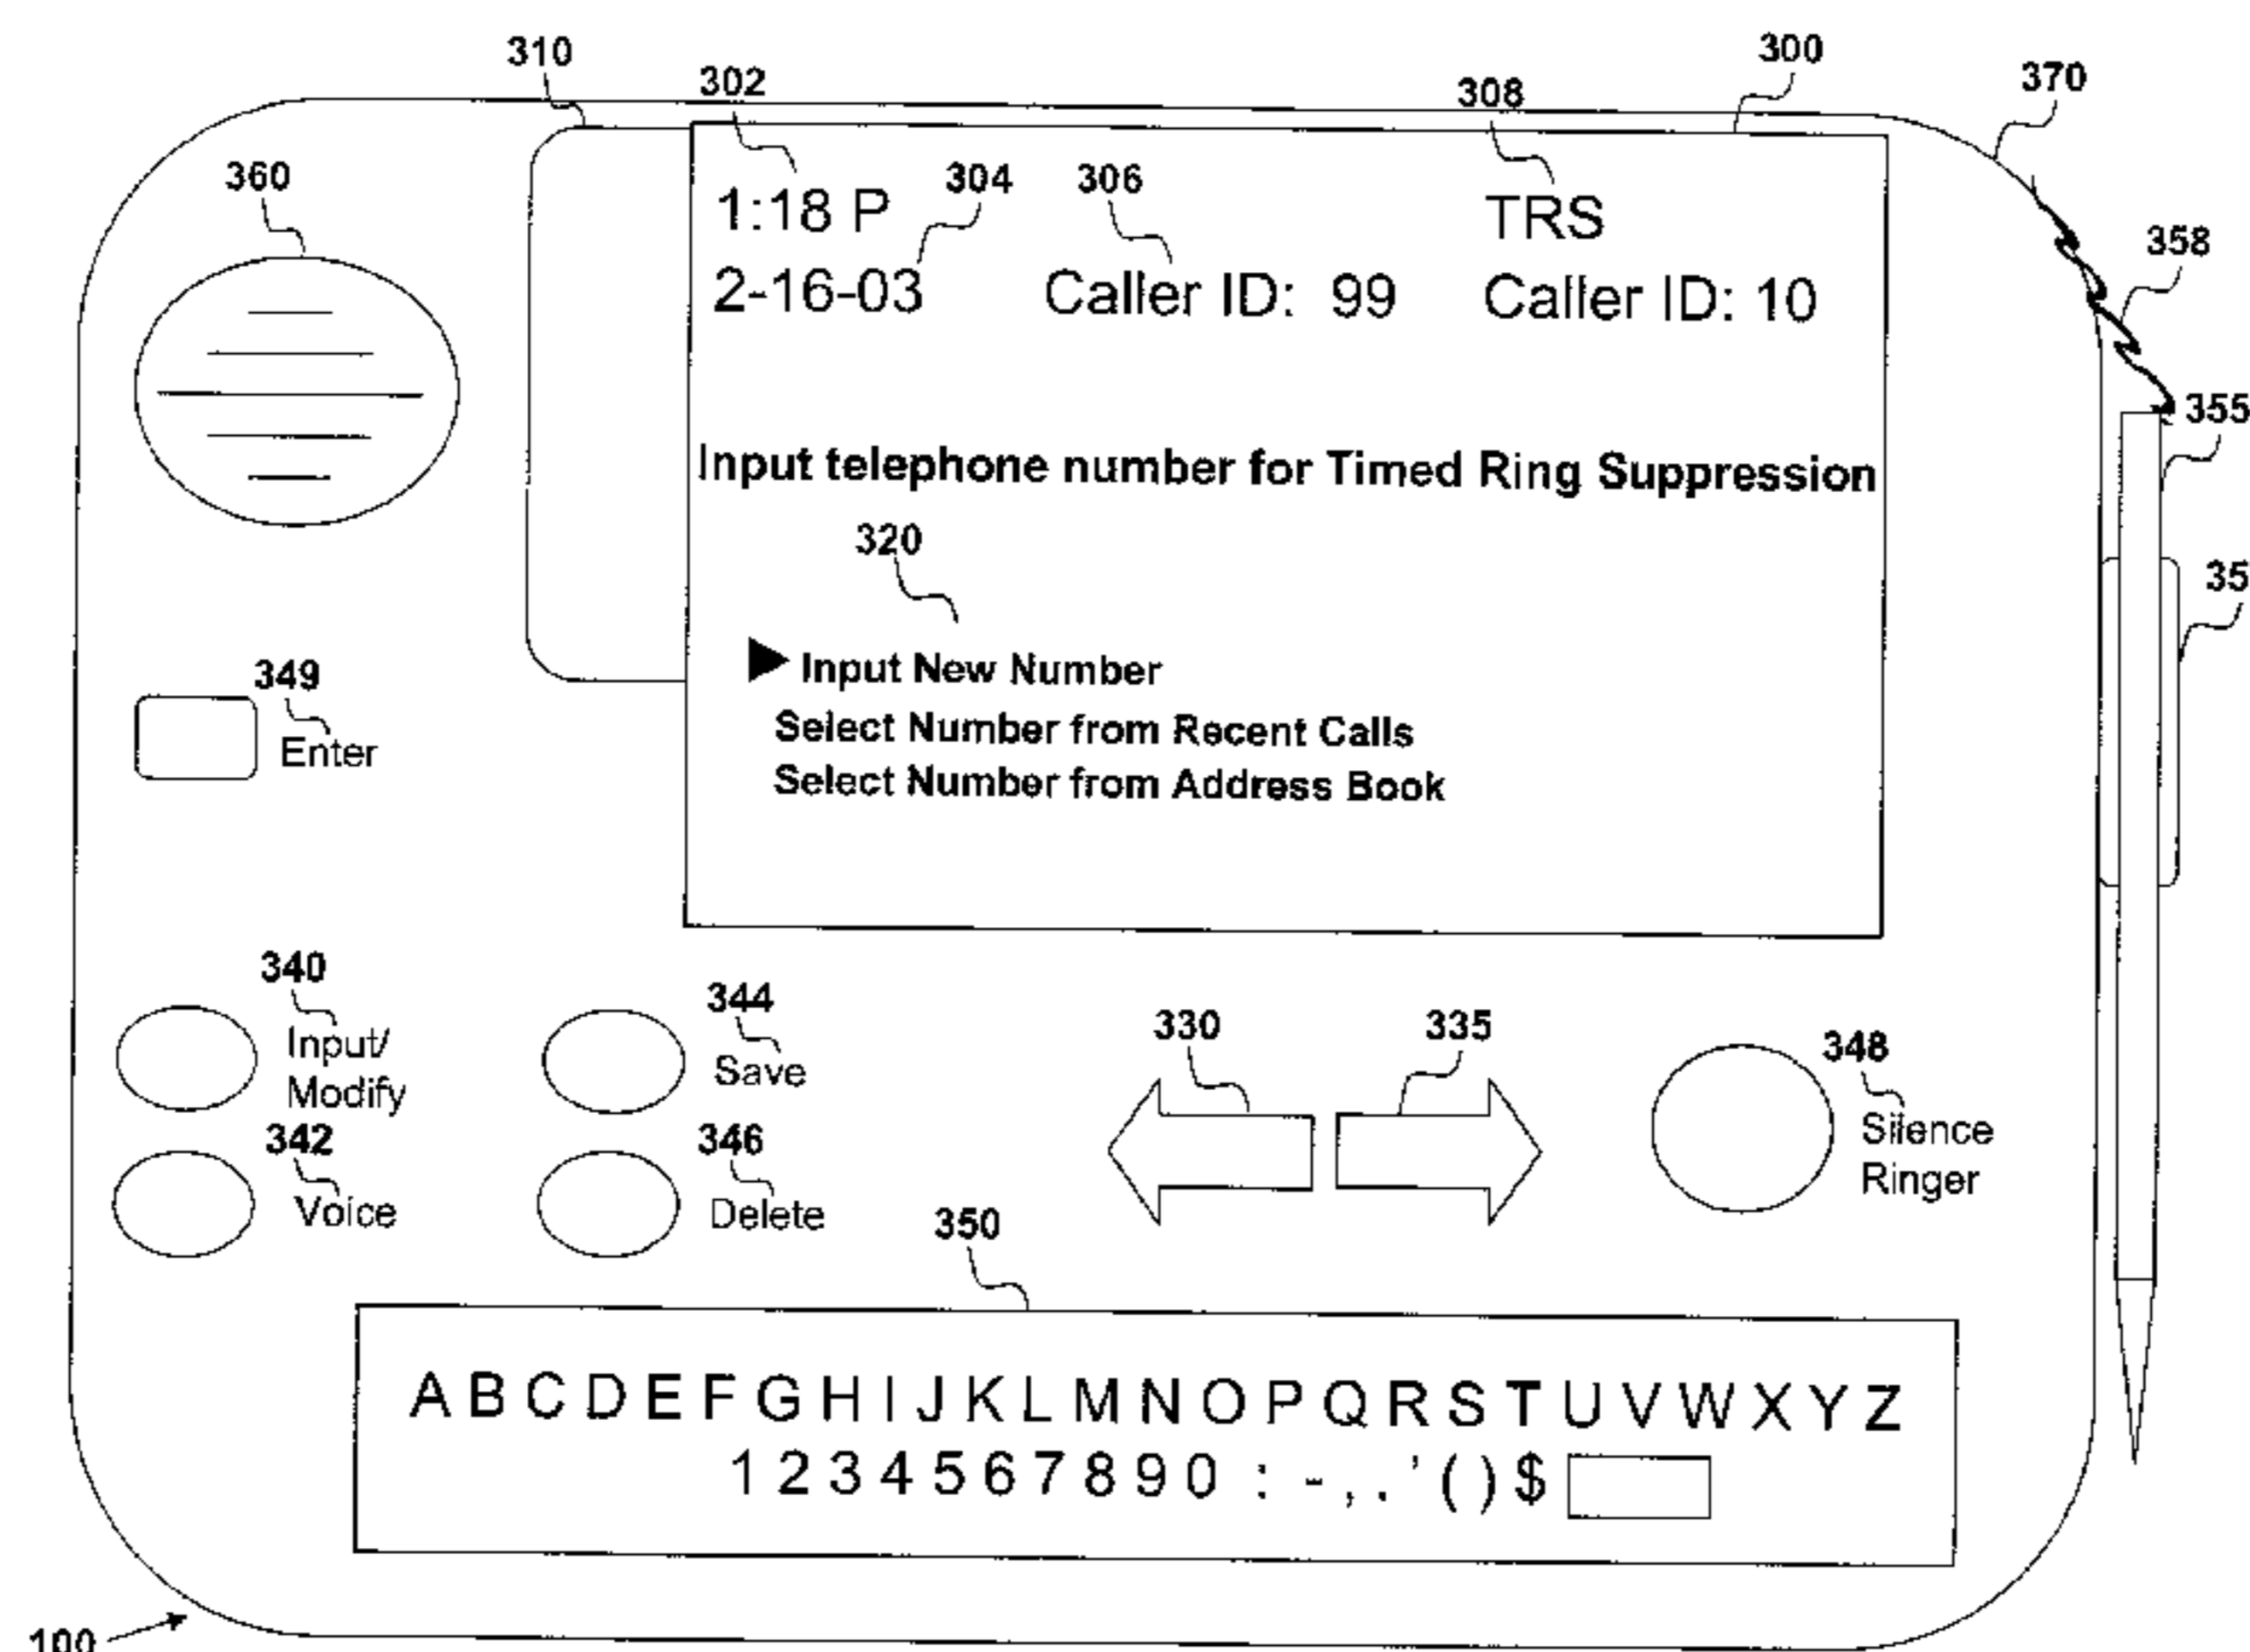 310
302
308
300
370
360
304
306
1:18 P
TRS
358
2-16-03
Caller ID: 99
Caller ID: 10
355
Input telephone number for Timed Ring Suppression
320
35
349
Enter
▶ Input New Number
Select Number from Recent Calls
Select Number from Address Book
340
Input/
Modify
344
Save
330
335
348
Silence
Ringer
342
Voice
346
Delete
350
A B C D E F G H I J K L M N O P Q R S T U V W X Y Z
1 2 3 4 5 6 7 8 9 0 : - , . ' ( ) $
100